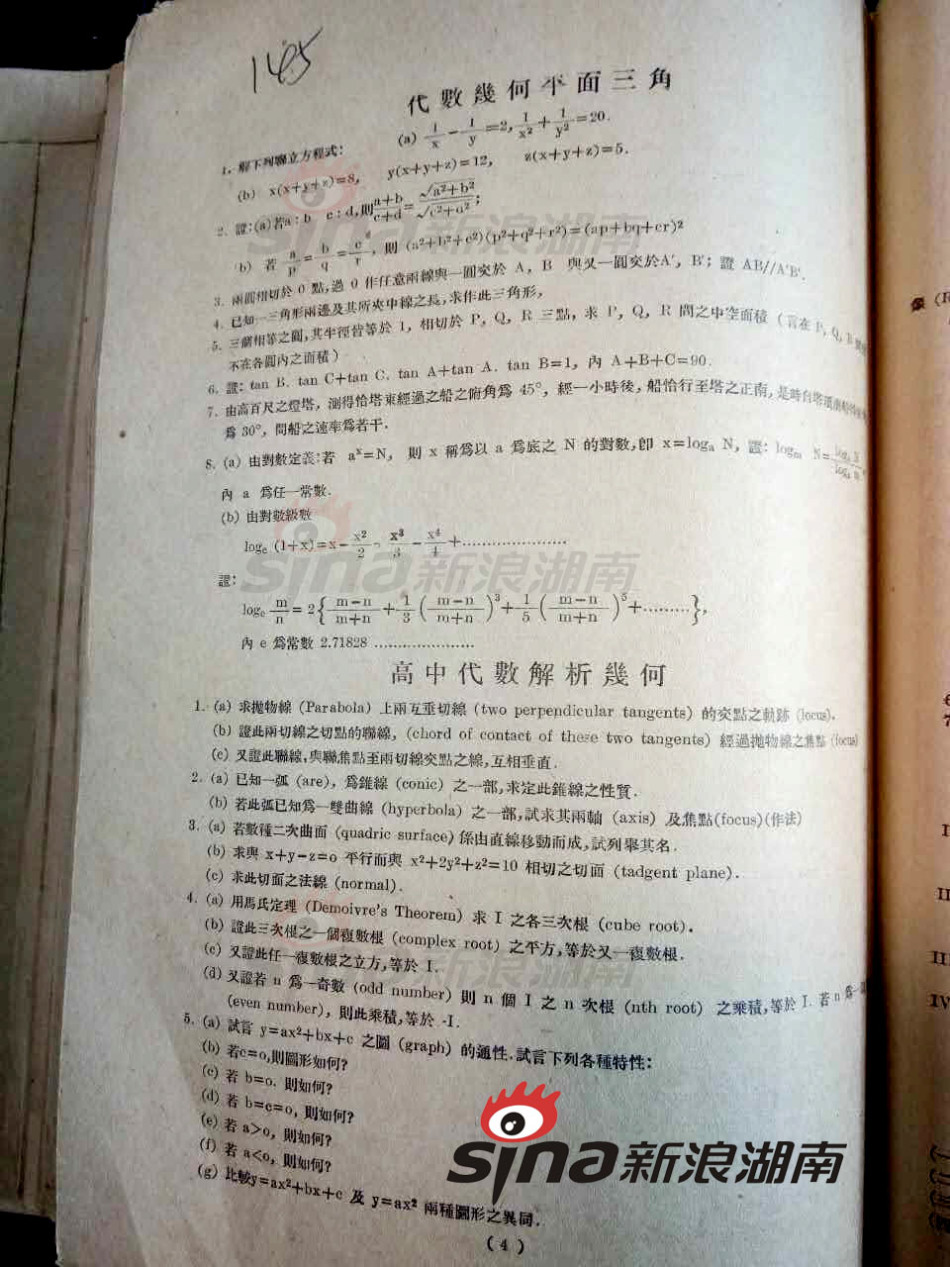 145
代數幾何平面三角
1. 解下列聯立方程式： (a) 1/x − 1/y =2, 1/x² + 1/y² =20.
(b) x(x+y+z)=8, y(x+y+z)=12, z(x+y+z)=5.
2. 證：(a)若a:b c:d,則 a+b/c+d = √a²+b²/√c²+d² ;
b) 若 a/p = b/q = c/r , 則 (a²+b²+c²)(p²+q²+r²)=(ap+bq+cr)2
3. 兩圓相切於 0 點,過 0 作任意兩線與一圓交於 A, B 與又一圓交於A′, B′; 證 AB//A′B′.
4. 已知一三角形兩邊及其所夾中線之長,求作此三角形,
5. 三個相等之圓,其半徑皆等於 1, 相切於 P, Q, R 三點, 求 P, Q, R 間之中空面積 (言在 P, Q, R
不在各圓內之面積)
6. 證: tan B. tan C+tan C. tan A+tan A. tan B=1, 內 A+B+C=90.
7. 由高百尺之燈塔, 測得恰塔東經過之船之俯角爲 45°, 經一小時後, 船恰行至塔之正南, 是時自塔
爲 30°, 問船之速率爲若干.
8. (a) 由對數定義:若 aˣ=N, 則 x 稱爲以 a 爲底之 N 的對數,卽 x=logₐ N, 證: logₘ N= logₐ N/logₐ m
內 a 爲任一常數.
(b) 由對數級數
logₑ (1+x)=x− x²/2 x³/3 − x⁴/4 +.....................
證:
logₑ m/n = 2{ m−n/m+n + 1/3 ( m−n/m+n )³+ 1/5 ( m−n/m+n )⁵+.........},
內 e 爲常數 2.71828 ....................
高中代數解析幾何
1. (a) 求拋物線 (Parabola) 上兩互垂切線 (two perpendicular tangents) 的交點之軌跡 (locus).
(b) 證此兩切線之切點的聯線, (chord of contact of these two tangents) 經過拋物線之焦點 (focus)
(c) 又證此聯線,與聯焦點至兩切線交點之線,互相垂直.
2. (a) 已知一弧 (are), 爲錐線 (conic) 之一部,求定此錐線之性質.
(b) 若此弧已知爲一雙曲線 (hyperbola) 之一部,試求其兩軸 (axis) 及焦點(focus)(作法)
3. (a) 若數種二次曲面 (quadric surface) 係由直線移動而成,試列舉其名.
(b) 求與 x+y−z=o 平行而與 x²+2y²+z²=10 相切之切面 (tadgent plane).
(c) 求此切面之法線 (normal).
4. (a) 用馬氏定理 (Demoivre's Theorem) 求 I 之各三次根 (cube root).
(b) 證此三次根之一個複數根 (complex root) 之平方,等於又一複數根.
(c) 又證此任一複數根之立方,等於 I.
(d) 又證若 n 爲一奇數 (odd number) 則 n 個 I 之 n 次根 (nth root) 之乘積,等於 I. 若 n 爲一
(even number), 則此乘積,等於 -I.
5. (a) 試言 y=ax²+bx+c 之圖 (graph) 的通性.試言下列各種特性:
(b) 若c=o,則圖形如何?
(c) 若 b=o. 則如何?
(d) 若 b=c=o, 則如何?
(e) 若 a>o, 則如何?
(f) 若 a<o, 則如何?
(g) 比較y=ax²+bx+c 及 y=ax² 兩種圖形之異同.
sina新浪湖南
( 4 )